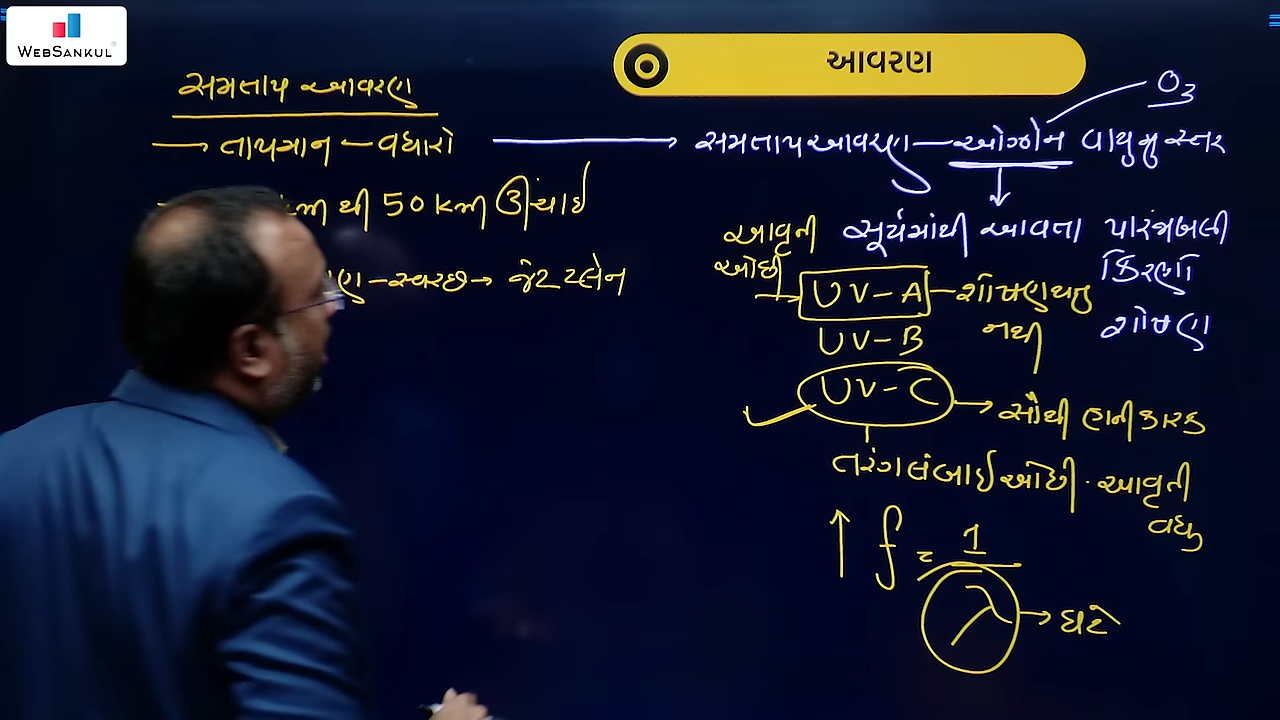 WEBSANKUL
આવરણ
સમતાપ આવરણ
→ તાપમાન – વધારો → સમતાપઆવરણ – ઓઝોન વાયુનુ સ્તર
O3
થી 50 km ઊંચાઇ
સ્વચ્છ → જેટ પ્લેન
સૂર્યમાંથી આવતા પારંજાબલી
કિરણો
શોષણ
આવૃત્તી
ઓછી
UV-A – શોષણ થતુ
નથી
UV-B
UV-C → સૌથી હાનીકારક
તરંગલંબાઇ ઓછી. આવૃતી
વધુ
↑ f = 1/λ → ઘટે